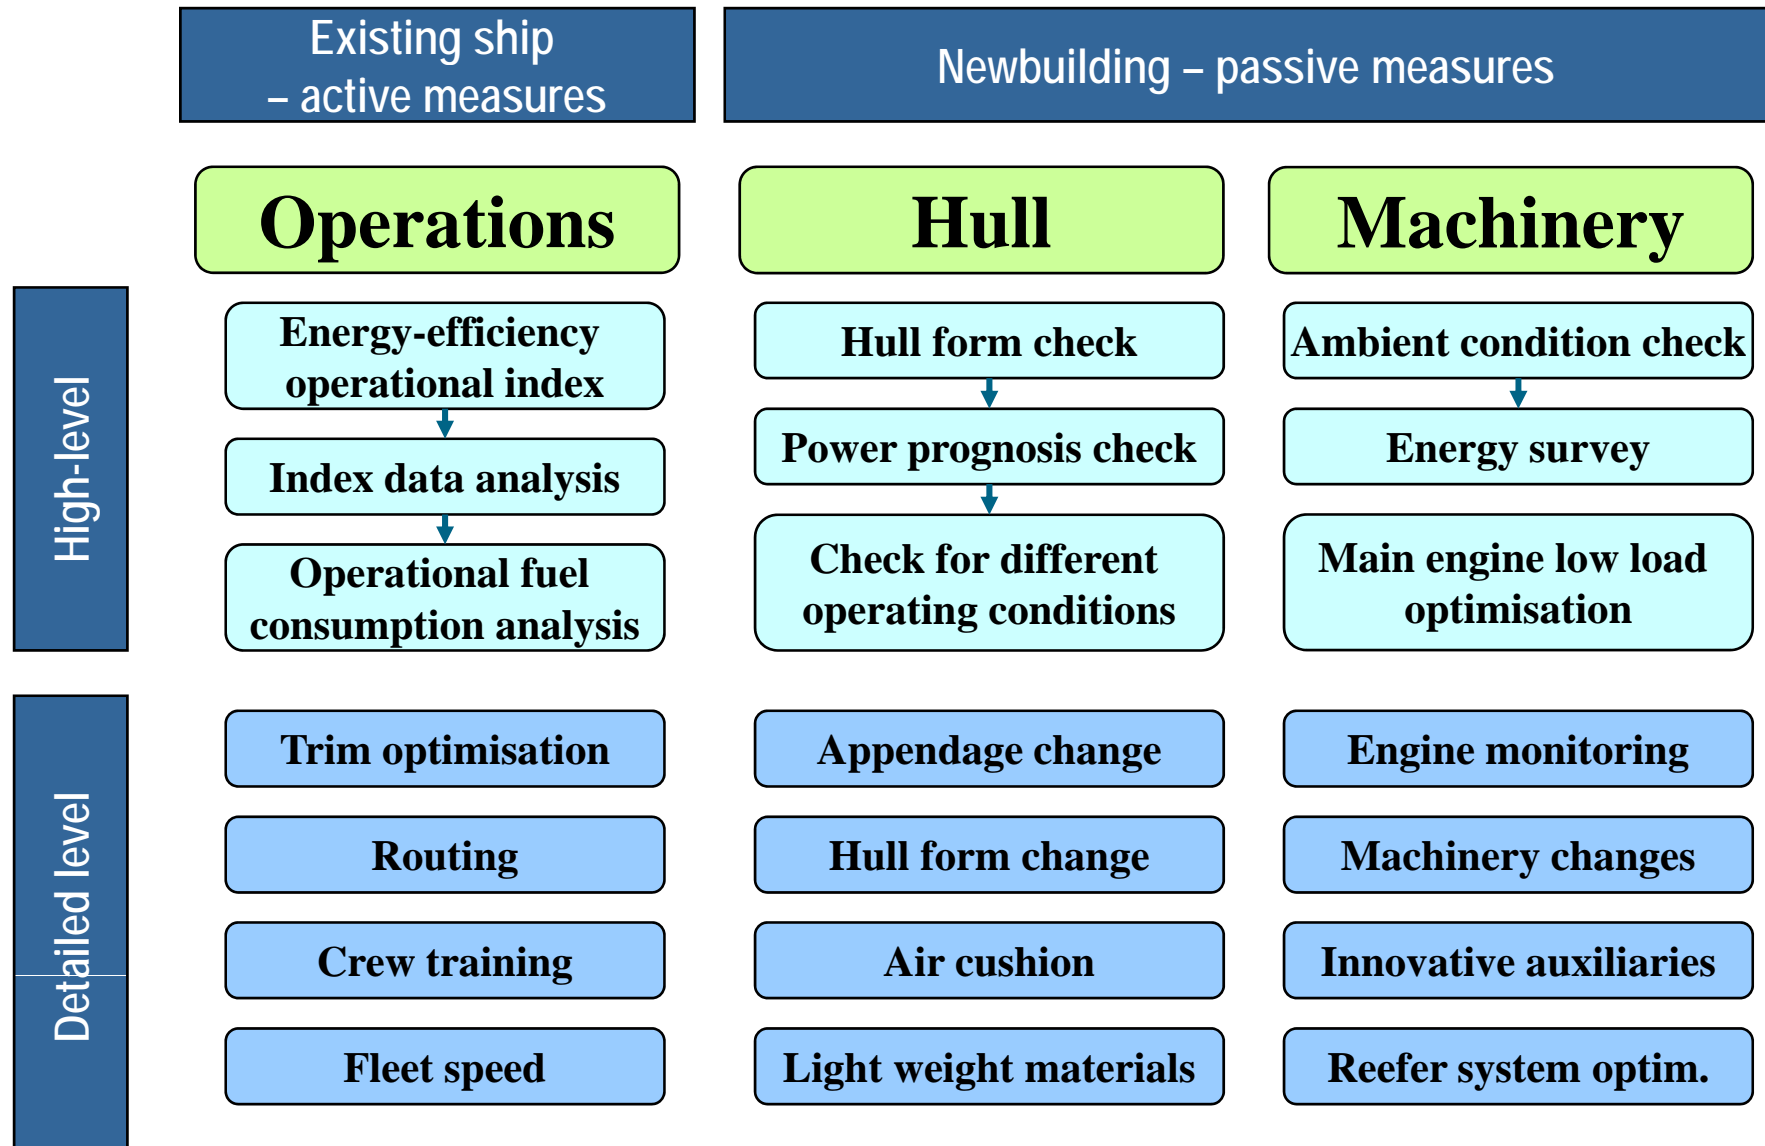 Existing ship
– active measures
Newbuilding – passive measures
Operations
Hull
Machinery
High-level
Energy-efficiency
operational index
Index data analysis
Operational fuel
consumption analysis
Hull form check
Power prognosis check
Check for different
operating conditions
Ambient condition check
Energy survey
Main engine low load
optimisation
Detailed level
Trim optimisation
Routing
Crew training
Fleet speed
Appendage change
Hull form change
Air cushion
Light weight materials
Engine monitoring
Machinery changes
Innovative auxiliaries
Reefer system optim.